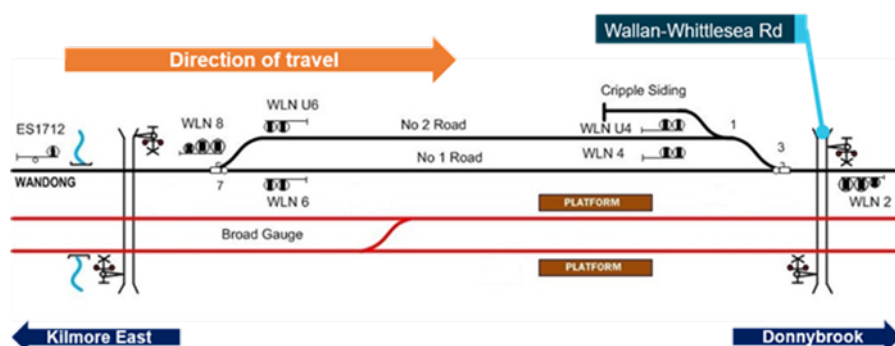 Wallan-Whittlesea Rd
Direction of travel
Cripple Siding
WLN U6
ES1712
WLN 8
No 2 Road
WLN U4
1
3
No 1 Road
WLN 4
WANDONG
7
WLN 6
WLN 2
PLATFORM
Broad Gauge
PLATFORM
Kilmore East
Donnybrook